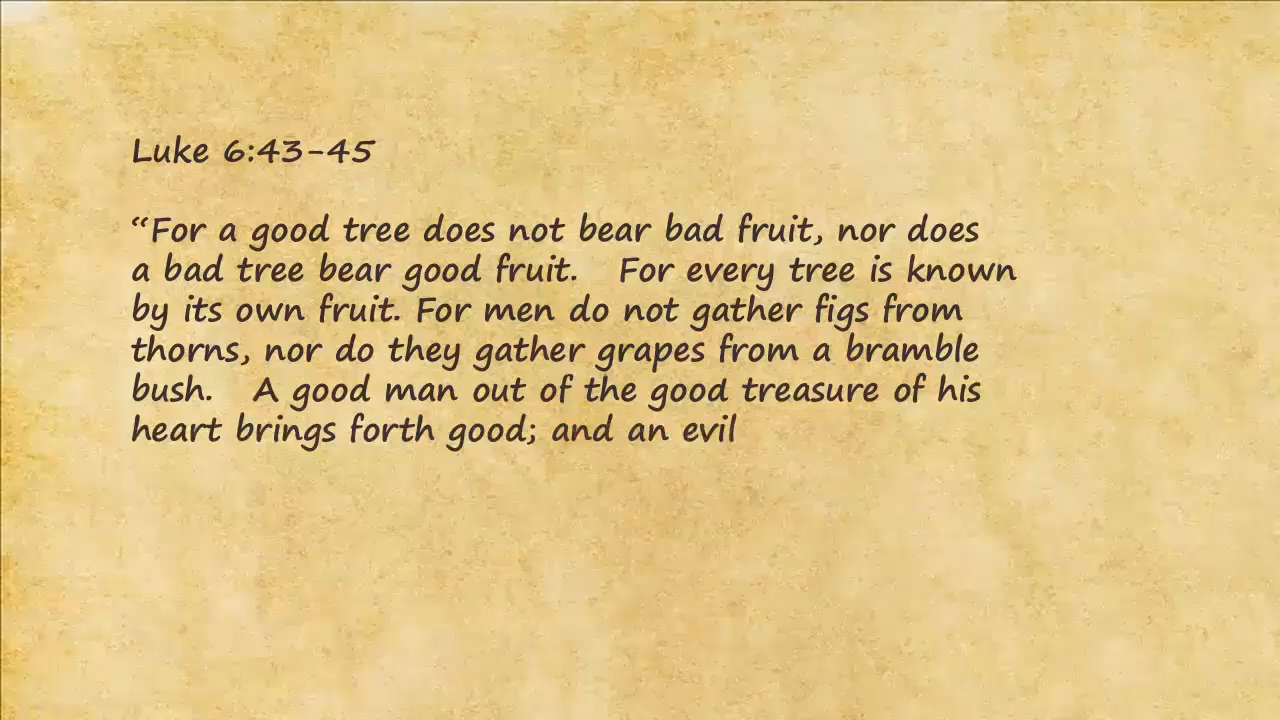 Luke 6:43-45
“For a good tree does not bear bad fruit, nor does
a bad tree bear good fruit.   For every tree is known
by its own fruit. For men do not gather figs from
thorns, nor do they gather grapes from a bramble
bush.   A good man out of the good treasure of his
heart brings forth good; and an evil